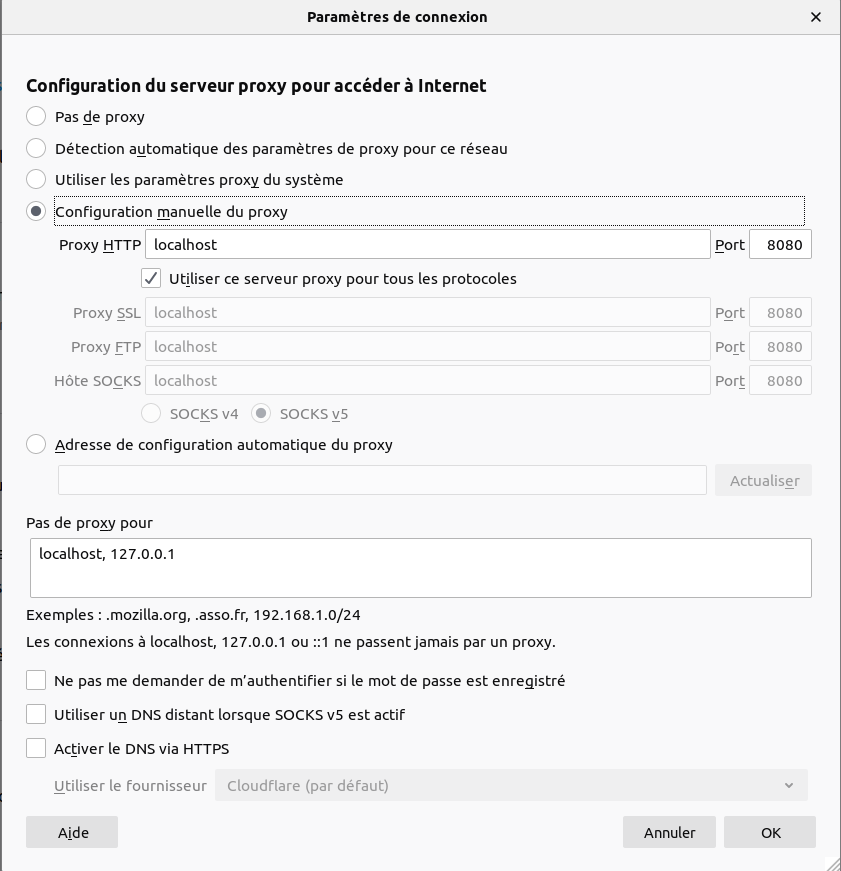 Paramètres de connexion
Configuration du serveur proxy pour accéder à Internet
Pas de proxy
Détection automatique des paramètres de proxy pour ce réseau
Utiliser les paramètres proxy du système
Configuration manuelle du proxy
Proxy HTTP localhost Port 8080
Utiliser ce serveur proxy pour tous les protocoles
Proxy SSL localhost Port 8080
Proxy FTP localhost Port 8080
Hôte SOCKS localhost Port 8080
SOCKS v4 SOCKS v5
Adresse de configuration automatique du proxy
Actualiser
Pas de proxy pour
localhost, 127.0.0.1
Exemples : .mozilla.org, .asso.fr, 192.168.1.0/24
Les connexions à localhost, 127.0.0.1 ou ::1 ne passent jamais par un proxy.
Ne pas me demander de m’authentifier si le mot de passe est enregistré
Utiliser un DNS distant lorsque SOCKS v5 est actif
Activer le DNS via HTTPS
Utiliser le fournisseur Cloudflare (par défaut)
Aide Annuler OK